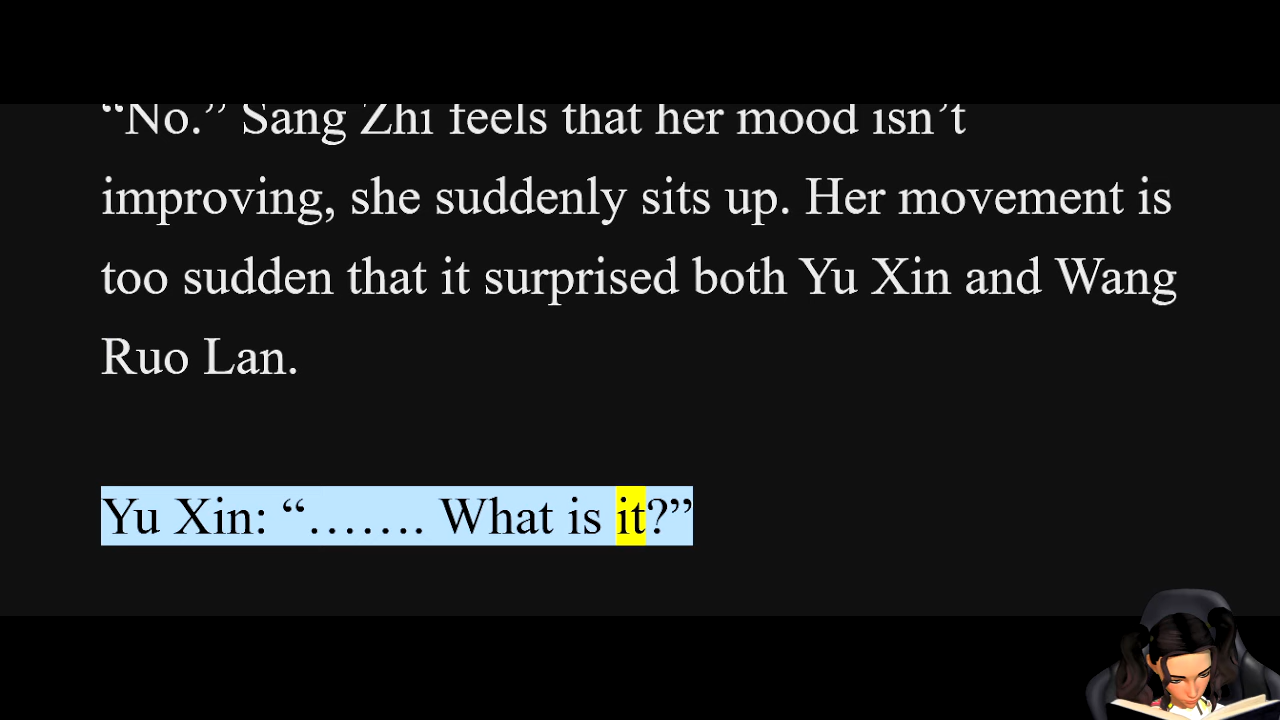 “No.” Sang Zhi feels that her mood isn’t
improving, she suddenly sits up. Her movement is
too sudden that it surprised both Yu Xin and Wang
Ruo Lan.
Yu Xin: “……. What is it?”